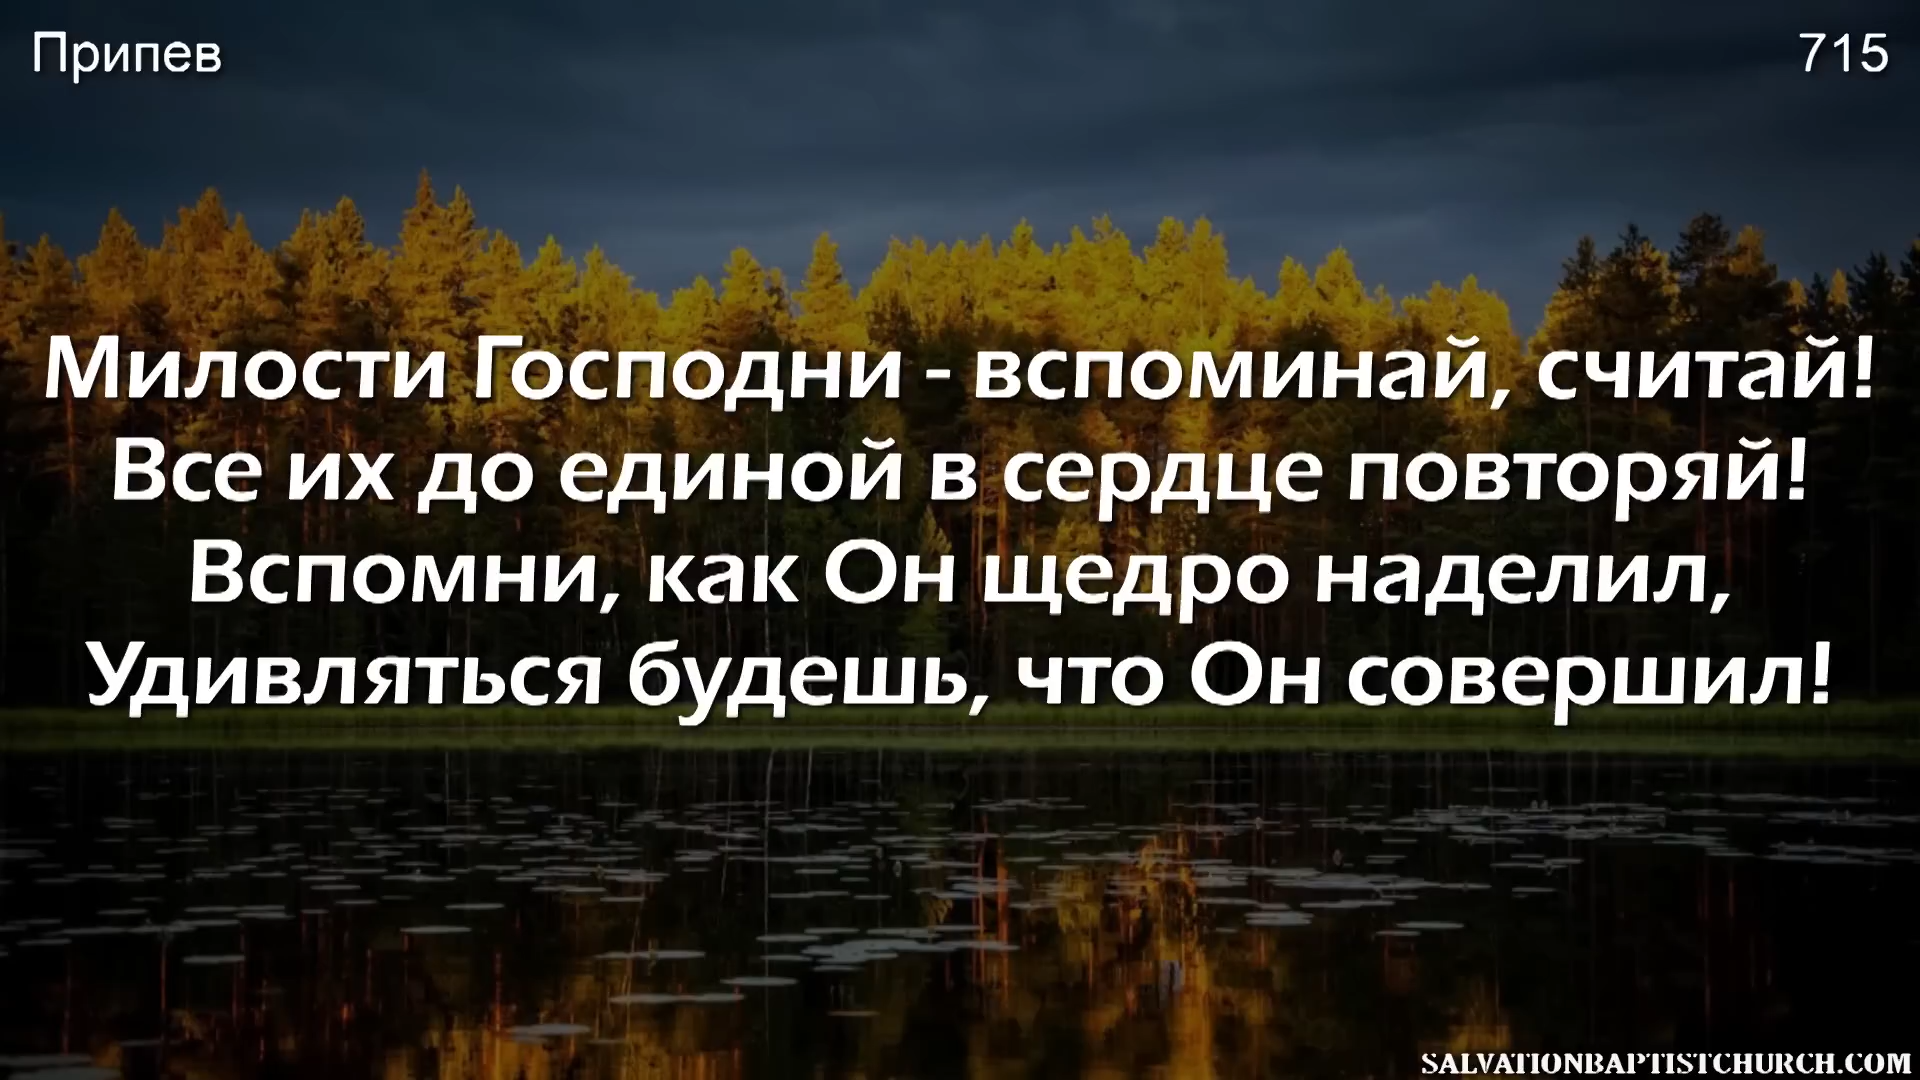 Припев
715
Милости Господни - вспоминай, считай!
Все их до единой в сердце повторяй!
Вспомни, как Он щедро наделил,
Удивляться будешь, что Он совершил!
SALVATIONBAPTISTCHURCH.COM